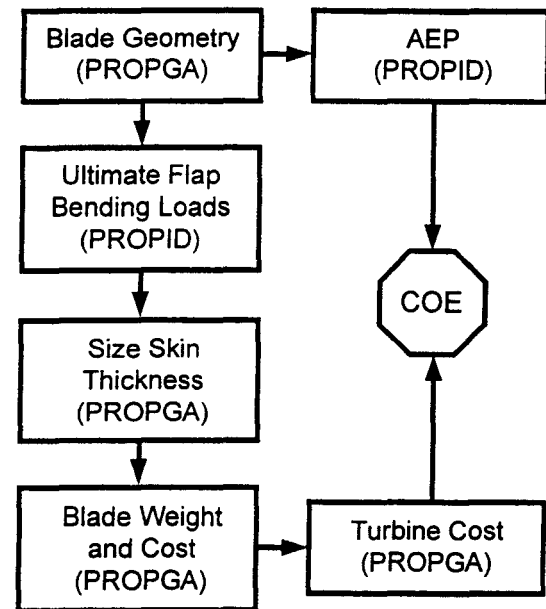 Blade Geometry
(PROPGA)
AEP
(PROPID)
Ultimate Flap
Bending Loads
(PROPID)
COE
Size Skin
Thickness
(PROPGA)
Blade Weight
and Cost
(PROPGA)
Turbine Cost
(PROPGA)